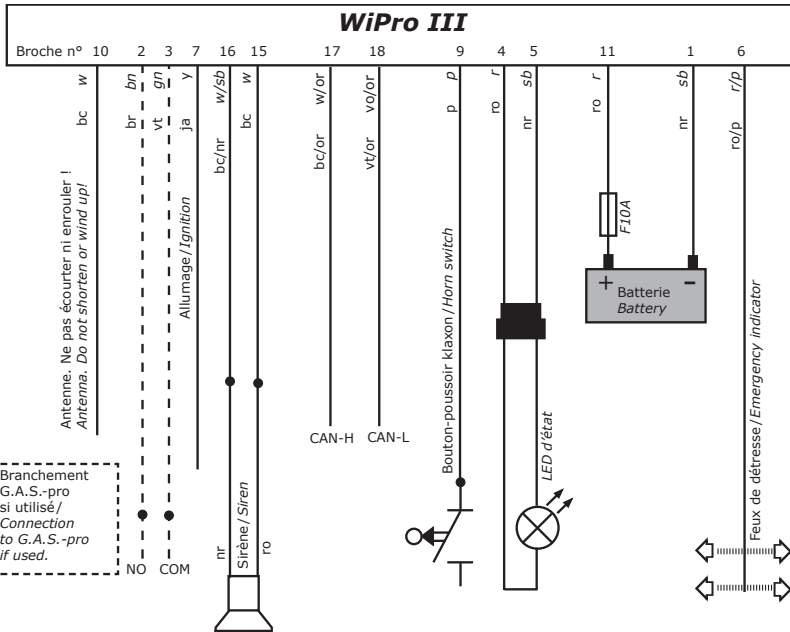 WiPro III
Broche n° 10 2 3 7 16 15 17 18 9 4 5 11 1 6
w bn gn y w/sb w w/or vo/or p r sb r sb r/p
bc br vt ja bc/nr bc bc/or vt/or p ro nr ro nr ro/p
Antenne. Ne pas écourter ni enrouler !
Antenna. Do not shorten or wind up!
Allumage/Ignition
Sirène/Siren
nr
ro
CAN-H CAN-L
Bouton-poussoir klaxon/Horn switch
LED d'état
F10A
+ -
Batterie
Battery
Feux de détresse/Emergency indicator
Branchement
G.A.S.-pro
si utilisé/
Connection
to G.A.S.-pro
if used.
NO COM